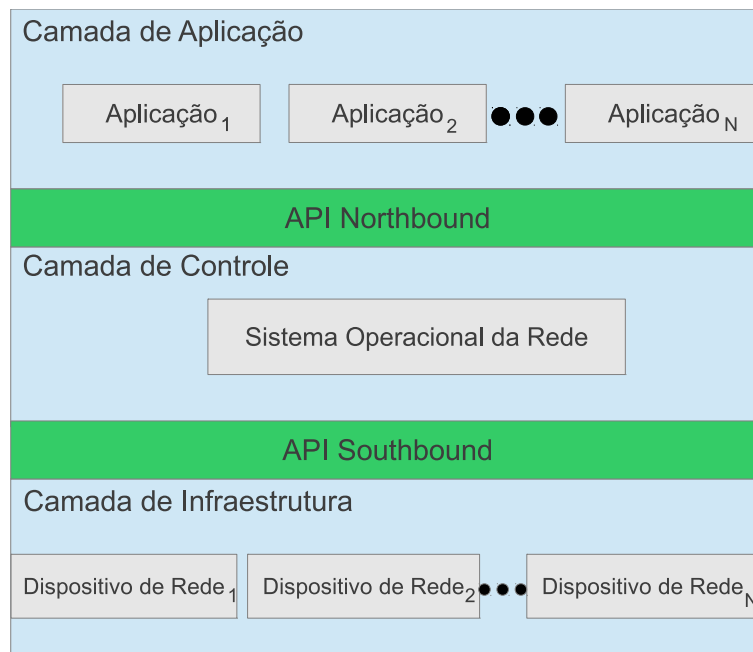 Camada de Aplicação
Aplicação1 Aplicação2 AplicaçãoN
API Northbound
Camada de Controle
Sistema Operacional da Rede
API Southbound
Camada de Infraestrutura
Dispositivo de Rede1 Dispositivo de Rede2 Dispositivo de RedeN